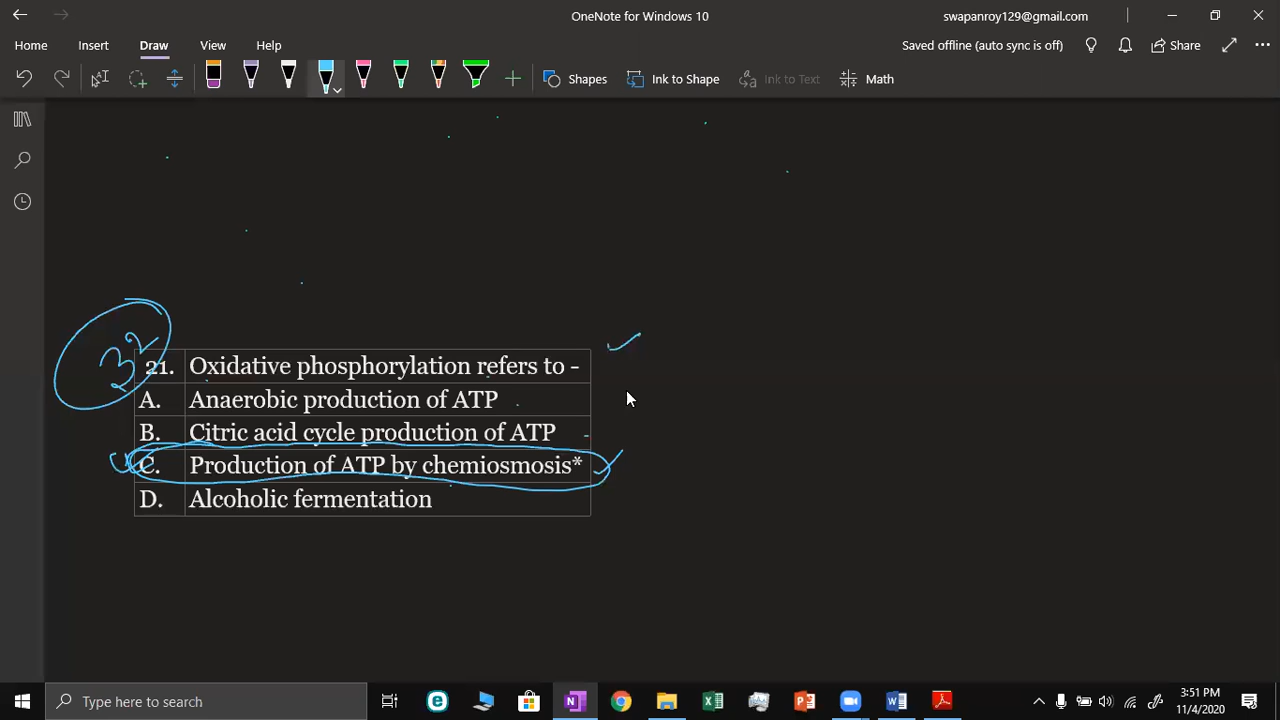 OneNote for Windows 10
swapanroy129@gmail.com
Home Insert Draw View Help
Saved offline (auto sync is off)
Share
Shapes
Ink to Shape
Ink to Text
Math
32
21. Oxidative phosphorylation refers to -
A. Anaerobic production of ATP
B. Citric acid cycle production of ATP
C. Production of ATP by chemiosmosis*
D. Alcoholic fermentation
Type here to search
3:51 PM
11/4/2020